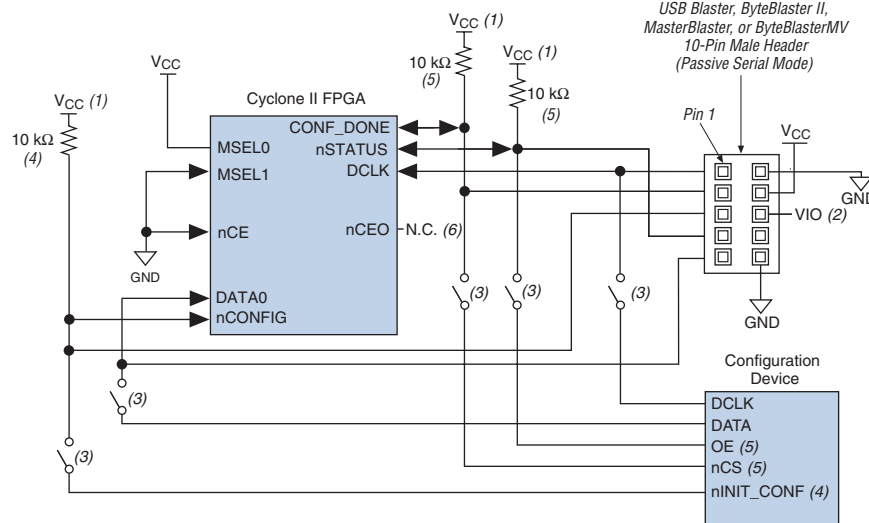 VCC (1)
10 kΩ
(5)
VCC (1)
10 kΩ
(5)
USB Blaster, ByteBlaster II,
MasterBlaster, or ByteBlasterMV
10-Pin Male Header
(Passive Serial Mode)
VCC
VCC (1)
10 kΩ
(4)
Cyclone II FPGA
MSEL0
MSEL1
nCE
DATA0
nCONFIG
CONF_DONE
nSTATUS
DCLK
nCEO
N.C. (6)
GND
Pin 1
VCC
GND
VIO (2)
GND
(3)
(3)
(3)
(3)
(3)
Configuration
Device
DCLK
DATA
OE (5)
nCS (5)
nINIT_CONF (4)